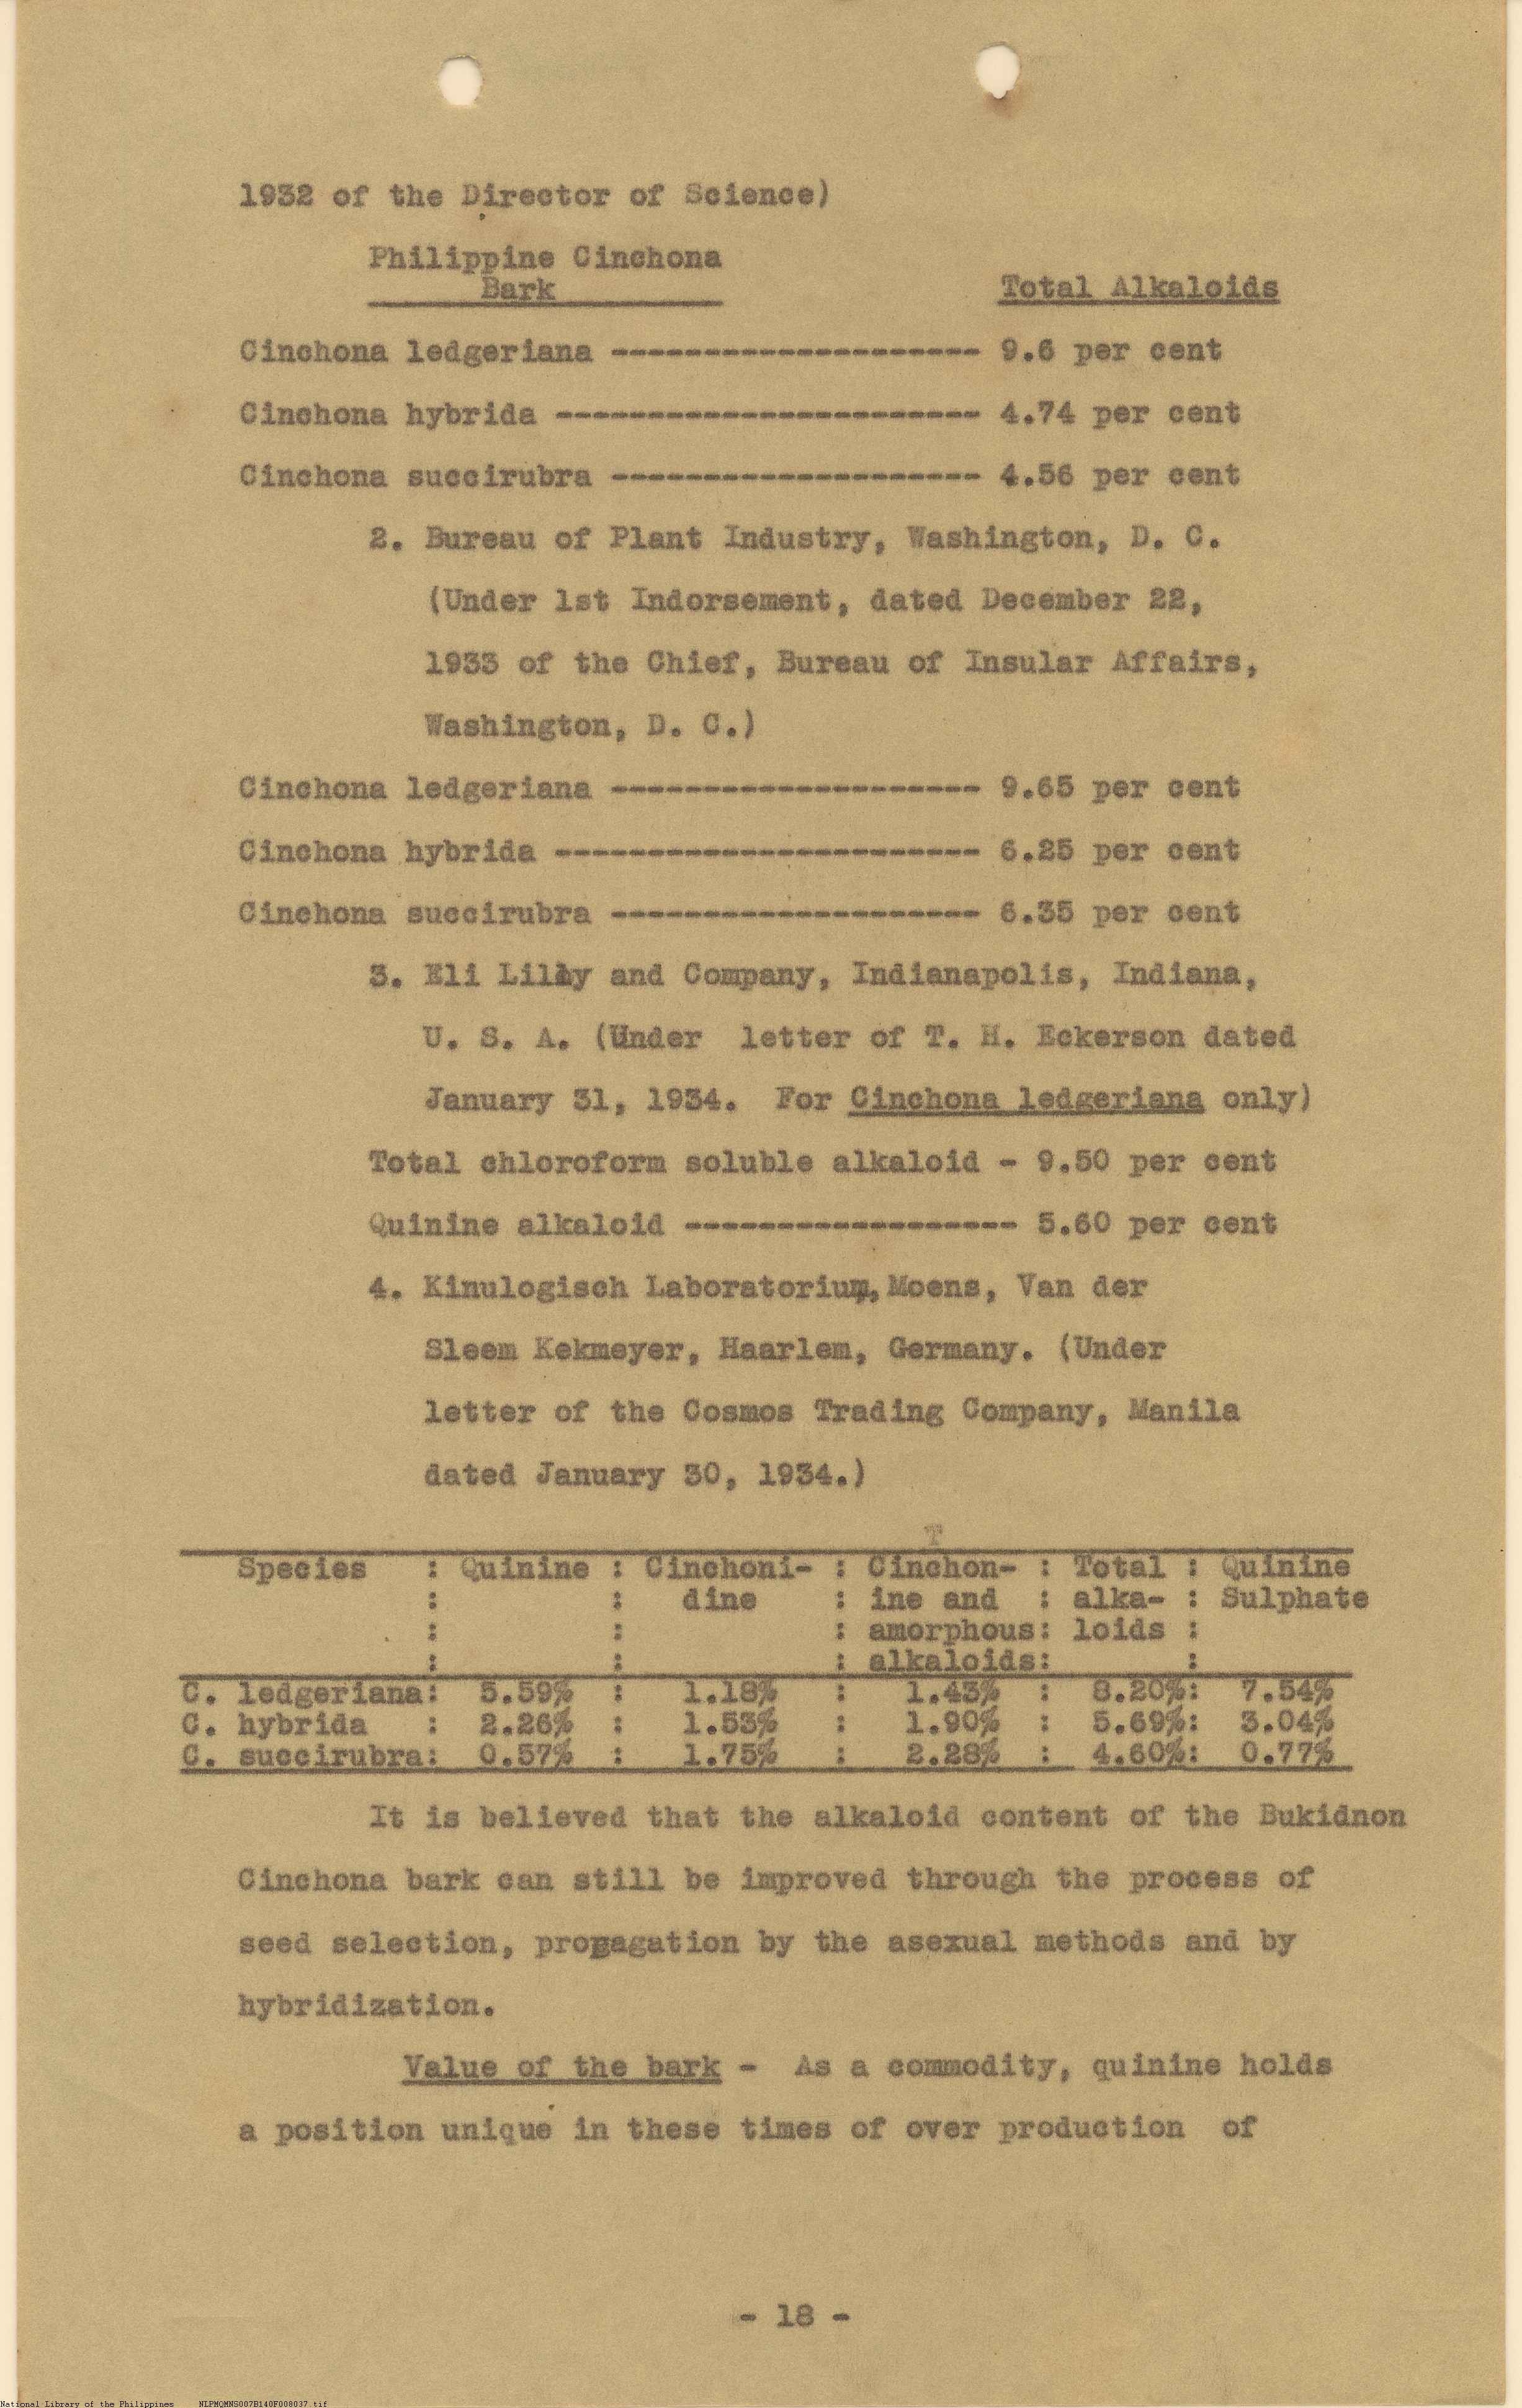 1932 of the Director of Science)
Philippine Cinchona
Bark Total Alkaloids
Cinchona ledgeriana -------------------- 9.6 per cent
Cinchona hybrida ----------------------- 4.74 per cent
Cinchona succirubra -------------------- 4.56 per cent
2. Bureau of Plant Industry, Washington, D. C.
(Under 1st Indorsement, dated December 22,
1933 of the Chief, Bureau of Insular Affairs,
Washington, D. C.)
Cinchona ledgeriana -------------------- 9.65 per cent
Cinchona hybrida ----------------------- 6.25 per cent
Cinchona succirubra -------------------- 6.35 per cent
3. Eli Lilly and Company, Indianapolis, Indiana,
U. S. A. (Under letter of T. H. Eckerson dated
January 31, 1934. For Cinchona ledgeriana only)
Total chloroform soluble alkaloid - 9.50 per cent
Quinine alkaloid ------------------ 5.60 per cent
4. Kinulogisch Laboratorium, Moens, Van der
Sleem Kekmeyer, Haarlem, Germany. (Under
letter of the Cosmos Trading Company, Manila
dated January 30, 1934.)
T
Species : Quinine : Cinchoni- : Cinchon- : Total : Quinine
: : dine : ine and : alka- : Sulphate
: : : amorphous: loids :
: : : alkaloids: :
C. ledgeriana: 5.59% : 1.18% : 1.43% : 8.20%: 7.54%
C. hybrida : 2.26% : 1.53% : 1.90% : 5.69%: 3.04%
C. succirubra: 0.57% : 1.75% : 2.28% : 4.60%: 0.77%
It is believed that the alkaloid content of the Bukidnon
Cinchona bark can still be improved through the process of
seed selection, propagation by the asexual methods and by
hybridization.
Value of the bark - As a commodity, quinine holds
a position unique in these times of over production of
- 18 -
National Library of the Philippines NLPMQMNS007B140F008037.tif